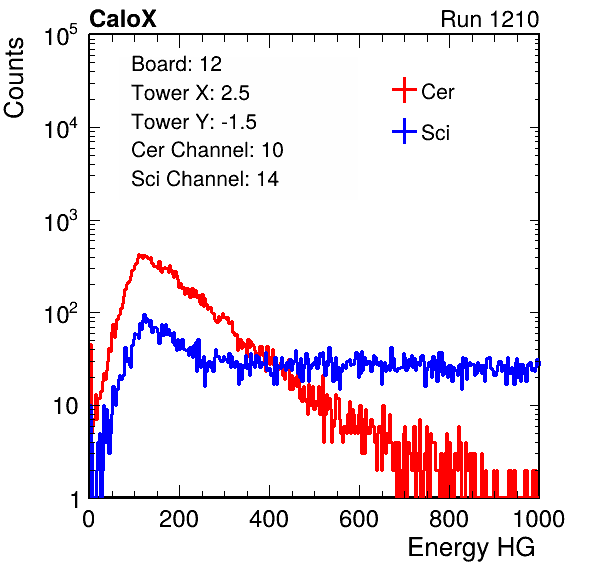 CaloX Run 1210
Counts
10^5
10^4
10^3
10^2
10
1
Board: 12
Tower X: 2.5
Tower Y: -1.5
Cer Channel: 10
Sci Channel: 14
Cer
Sci
0 200 400 600 800 1000
Energy HG